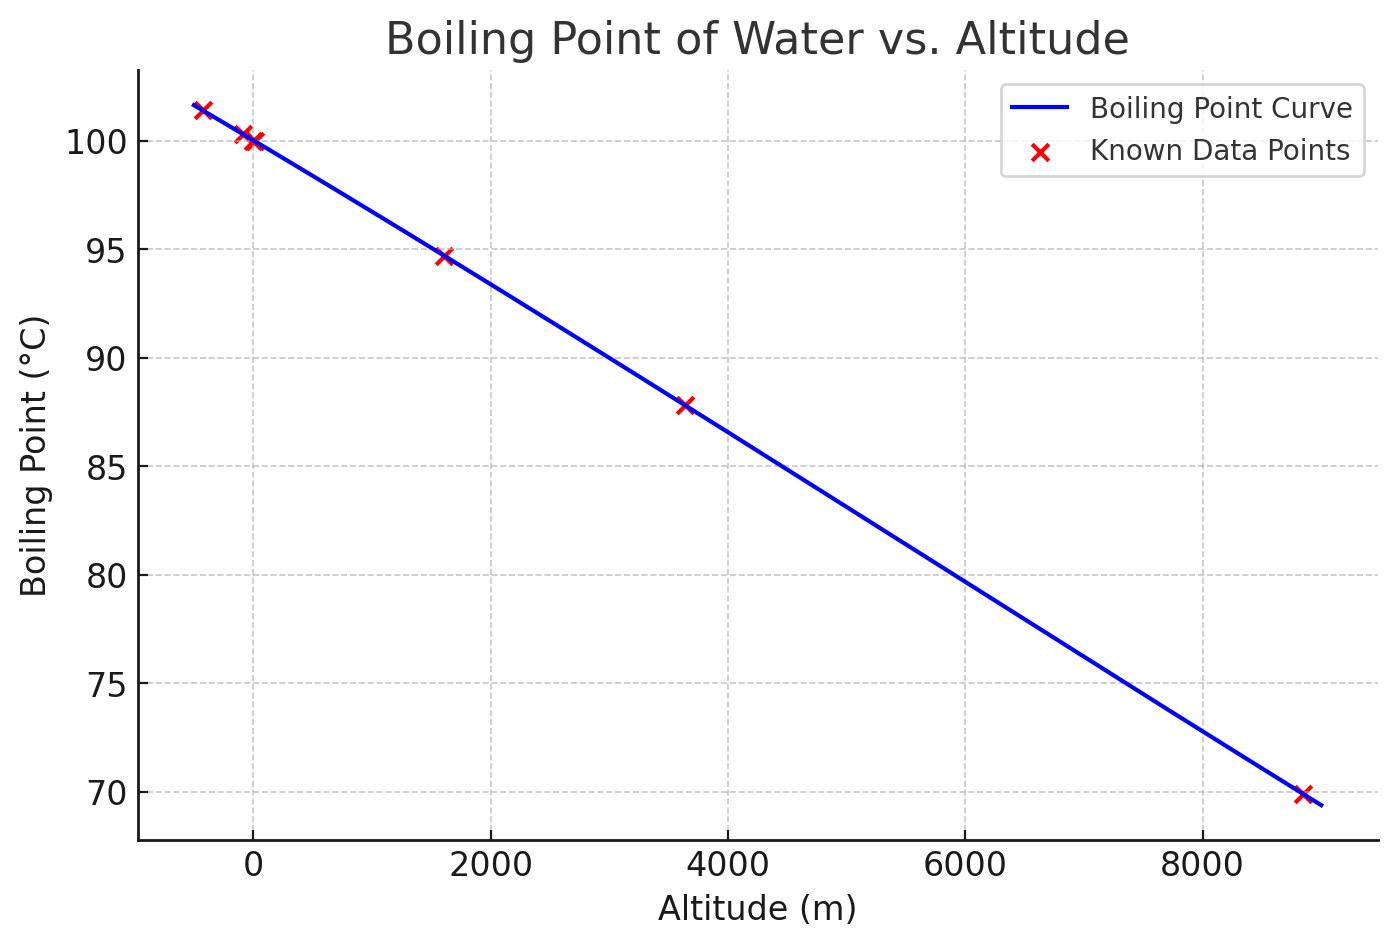 Boiling Point of Water vs. Altitude
Boiling Point Curve
Known Data Points
Boiling Point (°C)
100
95
90
85
80
75
70
0 2000 4000 6000 8000
Altitude (m)